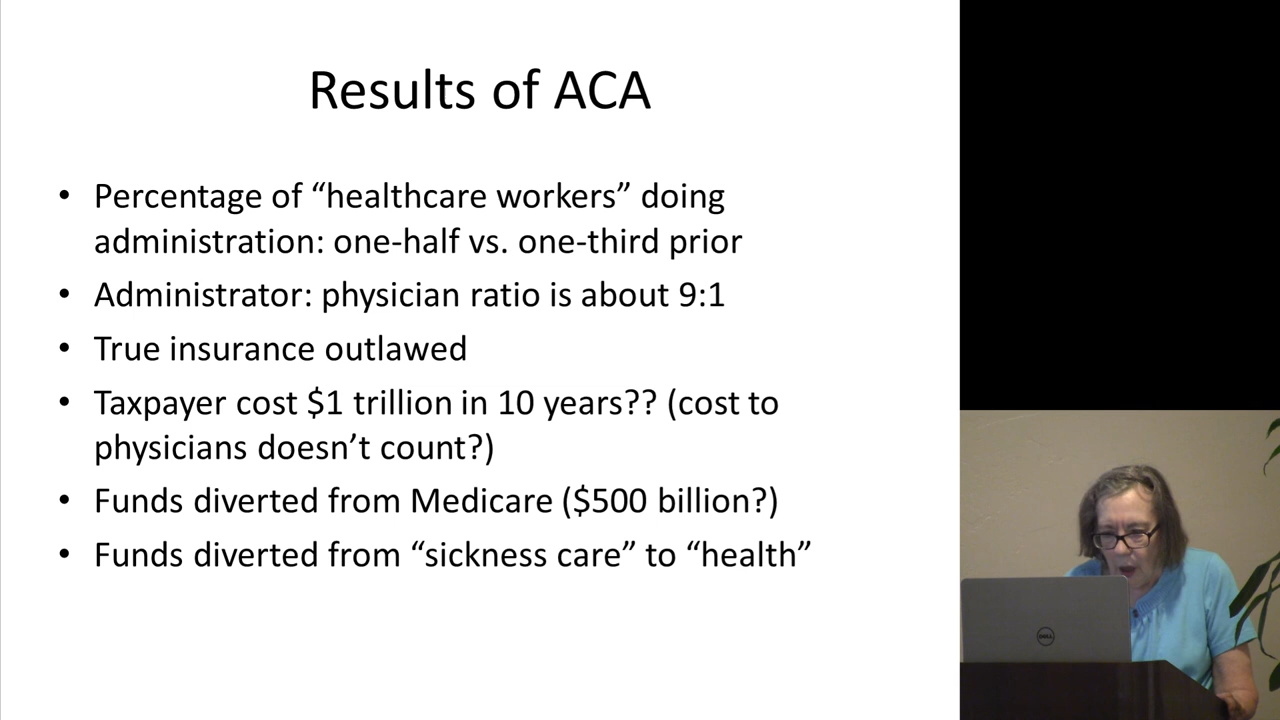 Results of ACA
• Percentage of “healthcare workers” doing
administration: one-half vs. one-third prior
• Administrator: physician ratio is about 9:1
• True insurance outlawed
• Taxpayer cost $1 trillion in 10 years?? (cost to
physicians doesn’t count?)
• Funds diverted from Medicare ($500 billion?)
• Funds diverted from “sickness care” to “health”
DELL